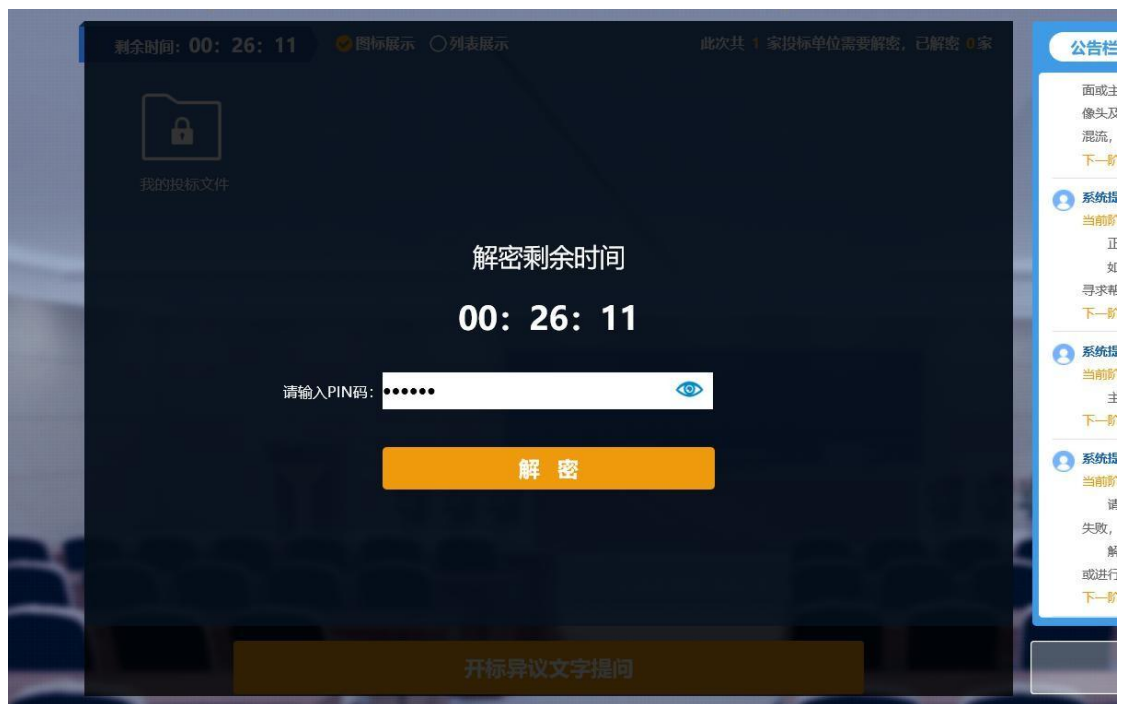 剩余时间：00：26：11
图标展示 列表展示
此次共 1 家投标单位需要解密，已解密 0家
我的投标文件
解密剩余时间
00：26：11
请输入PIN码：••••••
解 密
开标异议文字提问
公告栏
面或主
像头及
混流，
下一阶
系统提
当前阶
正
如
寻求帮
下一阶
系统提
当前阶
主
下一阶
系统提
当前阶
请
失败，
解
或进行
下一阶